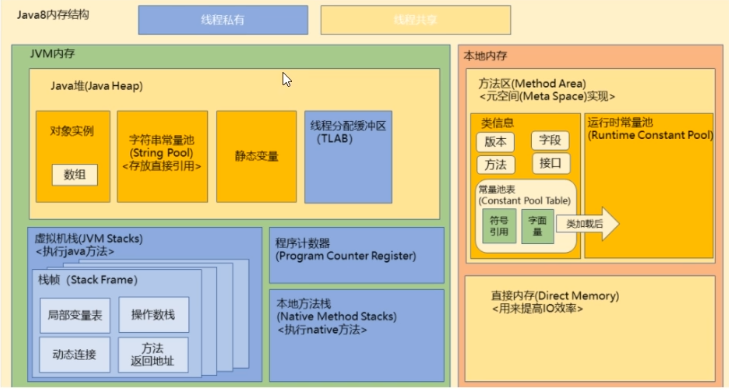 Java8内存结构
线程私有
线程共享
JVM内存
Java堆(Java Heap)
对象实例
数组
字符串常量池
(String Pool)
<存放直接引用>
静态变量
线程分配缓冲区
(TLAB)
虚拟机栈(JVM Stacks)
<执行java方法>
栈帧（Stack Frame）
局部变量表
操作数栈
动态连接
方法
返回地址
程序计数器
(Program Counter Register)
本地方法栈
(Native Method Stacks)
<执行native方法>
本地内存
方法区(Method Area)
<元空间(Meta Space)实现>
类信息
版本
字段
方法
接口
常量池表
(Constant Pool Table)
符号
引用
字面
量
类加载后
运行时常量池
(Runtime Constant Pool)
直接内存(Direct Memory)
<用来提高IO效率>